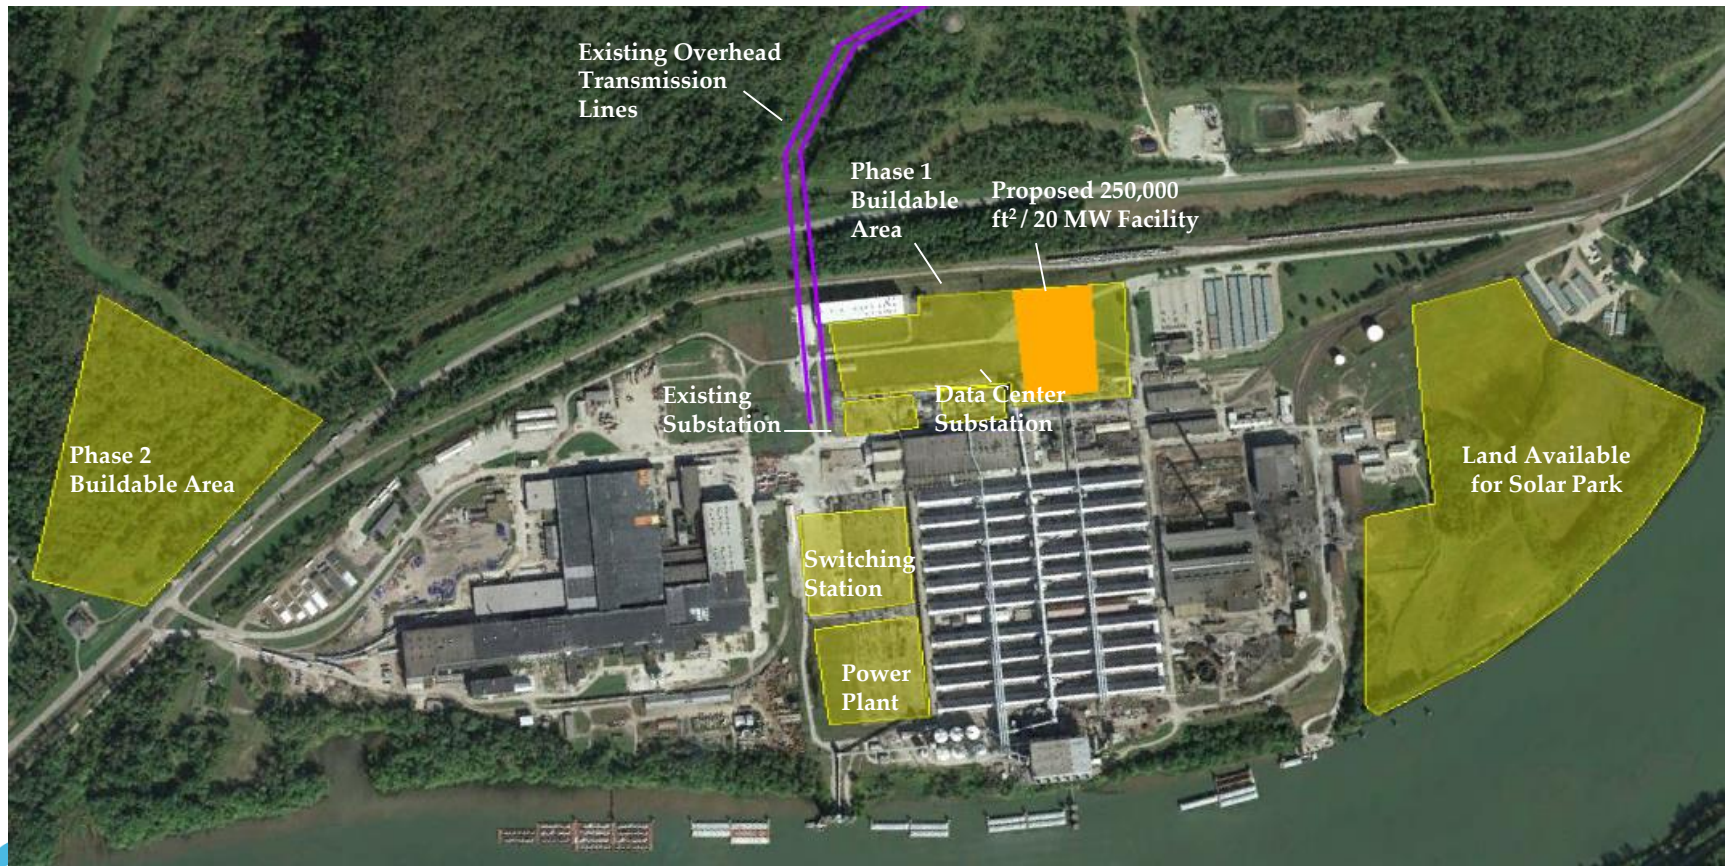 Existing Overhead
Transmission
Lines
Phase 1
Buildable
Area
Proposed 250,000
ft² / 20 MW Facility
Existing
Substation
Data Center
Substation
Phase 2
Buildable Area
Land Available
for Solar Park
Switching
Station
Power
Plant